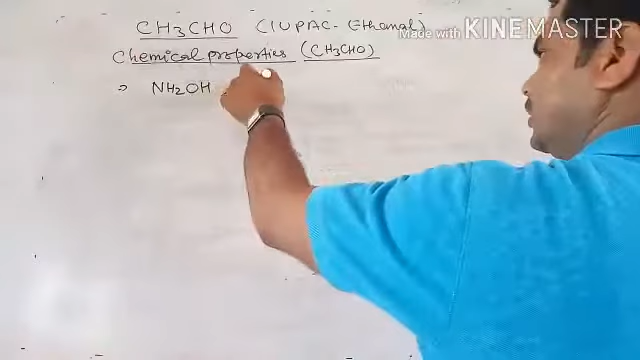 CH3CHO (IUPAC - Ethanal)
Made with KINEMASTER
Chemical properties (CH3CHO)
→ NH2OH